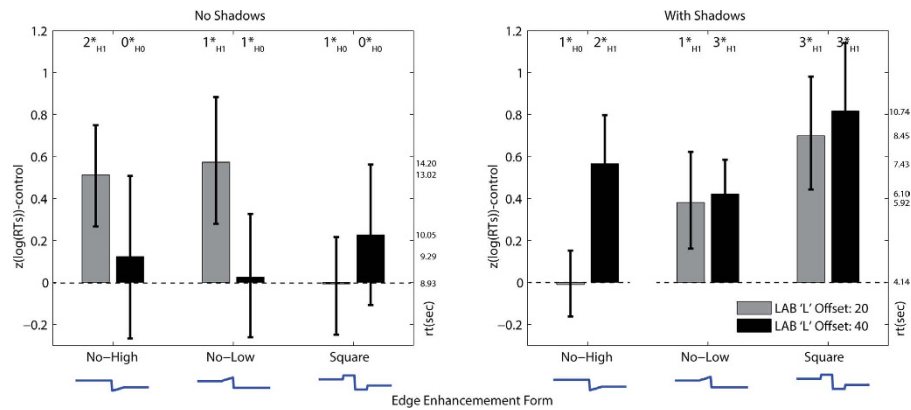 No Shadows
With Shadows
2*H1 0*H0 1*H1 1*H0 1*H0 0*H0
1*H0 2*H1 1*H1 3*H1 3*H1 3*H1
z(log(RTs))-control
1.2
1
0.8
0.6
0.4
0.2
0
−0.2
14.20
13.02
10.05
9.29
8.93
rt(sec)
z(log(RTs))-control
10.74
8.45
7.43
6.10
5.92
4.14
rt(sec)
LAB 'L' Offset: 20
LAB 'L' Offset: 40
No−High No−Low Square
No−High No−Low Square
Edge Enhancemement Form